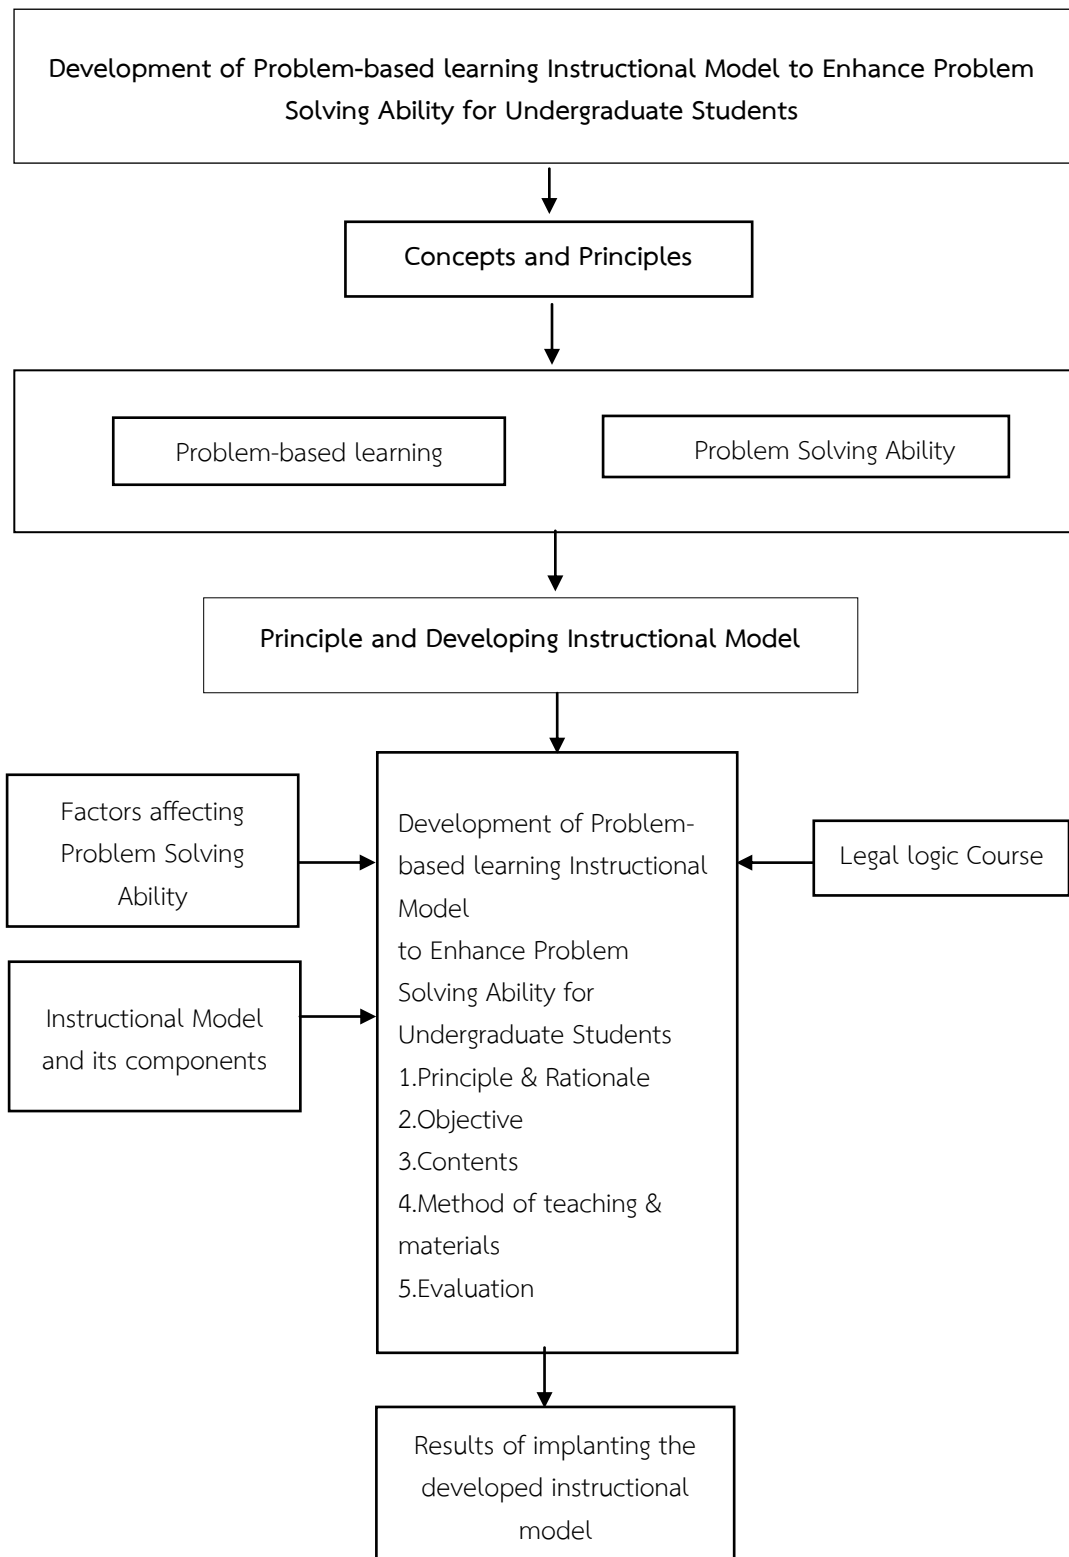 Development of Problem-based learning Instructional Model to Enhance Problem
Solving Ability for Undergraduate Students
Concepts and Principles
Problem-based learning
Problem Solving Ability
Principle and Developing Instructional Model
Factors affecting
Problem Solving
Ability
Instructional Model
and its components
Development of Problem-
based learning Instructional
Model
to Enhance Problem
Solving Ability for
Undergraduate Students
1.Principle & Rationale
2.Objective
3.Contents
4.Method of teaching &
materials
5.Evaluation
Legal logic Course
Results of implanting the
developed instructional
model